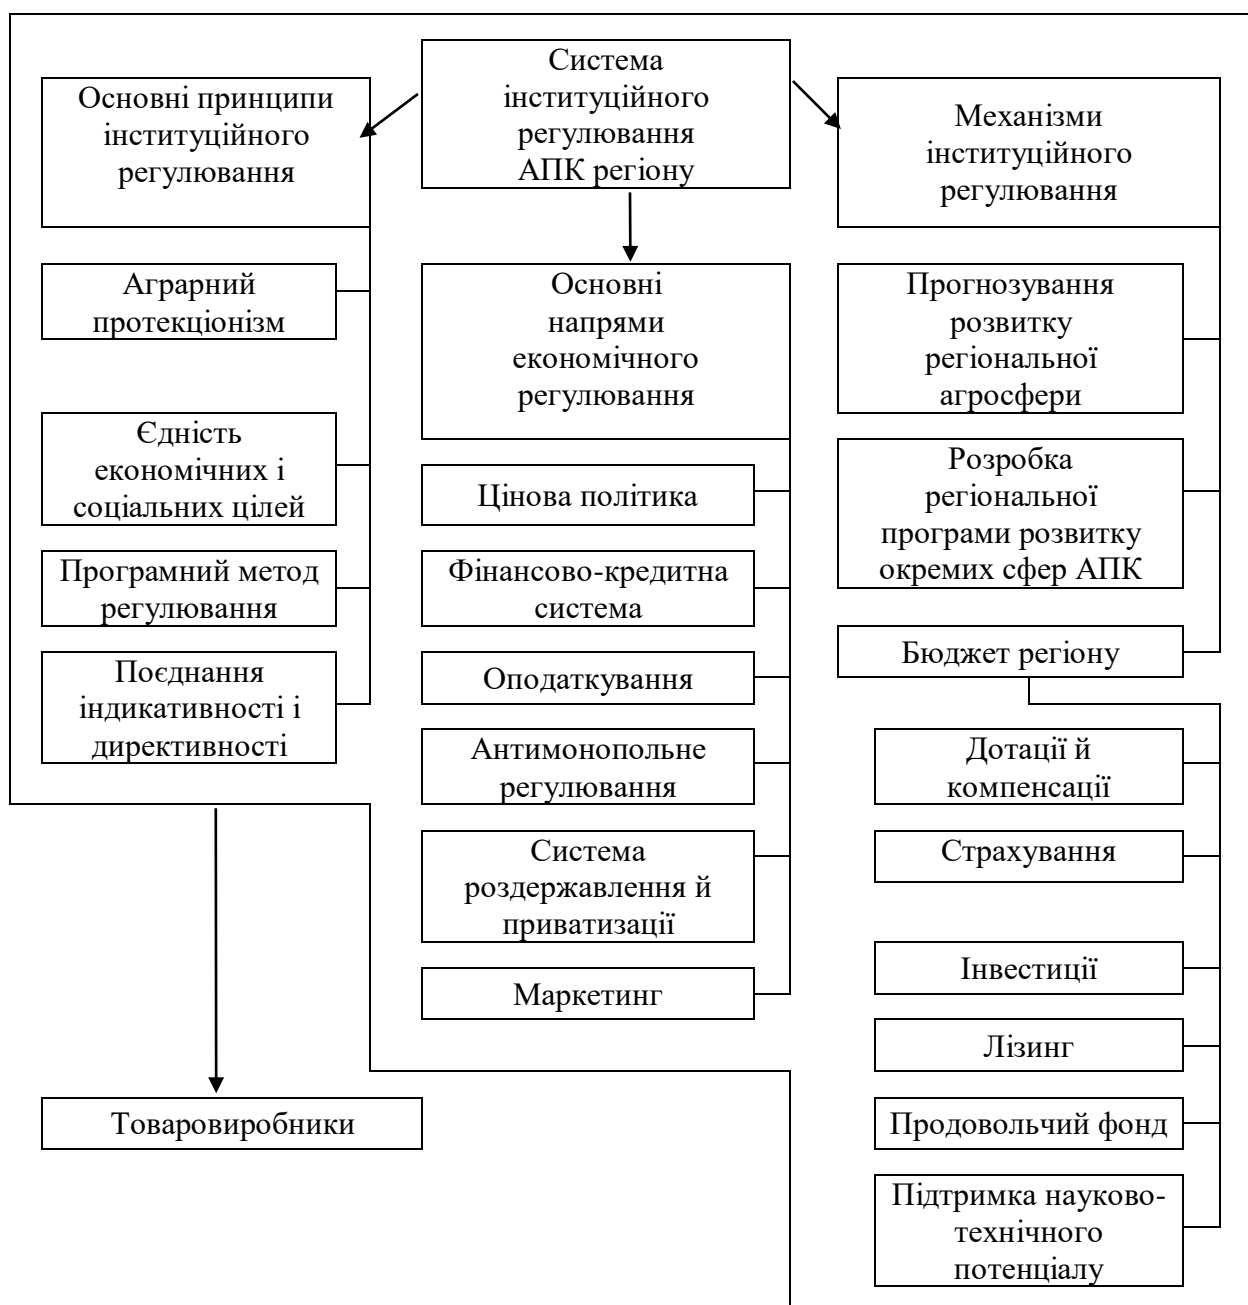 Система
інституційного
регулювання
АПК регіону
Основні принципи
інституційного
регулювання
Аграрний
протекціонізм
Єдність
економічних і
соціальних цілей
Програмний метод
регулювання
Поєднання
індикативності і
директивності
Товаровиробники
Основні
напрями
економічного
регулювання
Цінова політика
Фінансово-кредитна
система
Оподаткування
Антимонопольне
регулювання
Система
роздержавлення й
приватизації
Маркетинг
Механізми
інституційного
регулювання
Прогнозування
розвитку
регіональної
агросфери
Розробка
регіональної
програми розвитку
окремих сфер АПК
Бюджет регіону
Дотації й
компенсації
Страхування
Інвестиції
Лізинг
Продовольчий фонд
Підтримка науково-
технічного
потенціалу